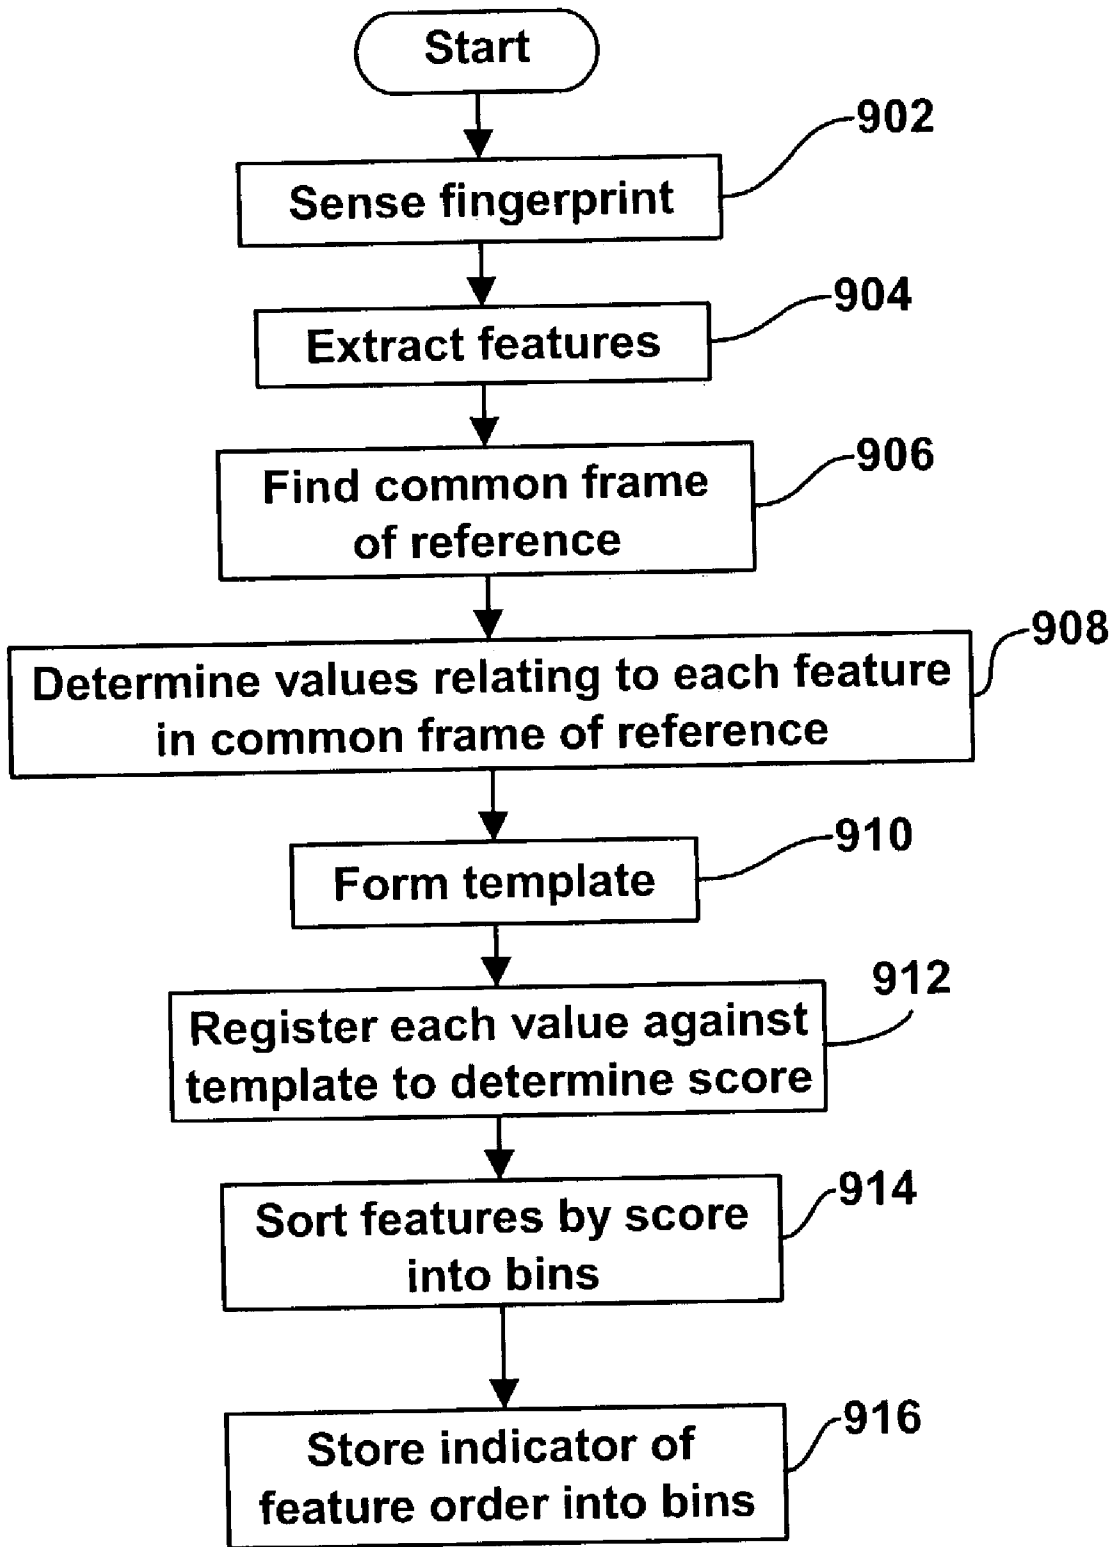 Start
902
Sense fingerprint
904
Extract features
906
Find common frame
of reference
908
Determine values relating to each feature
in common frame of reference
910
Form template
912
Register each value against
template to determine score
914
Sort features by score
into bins
916
Store indicator of
feature order into bins